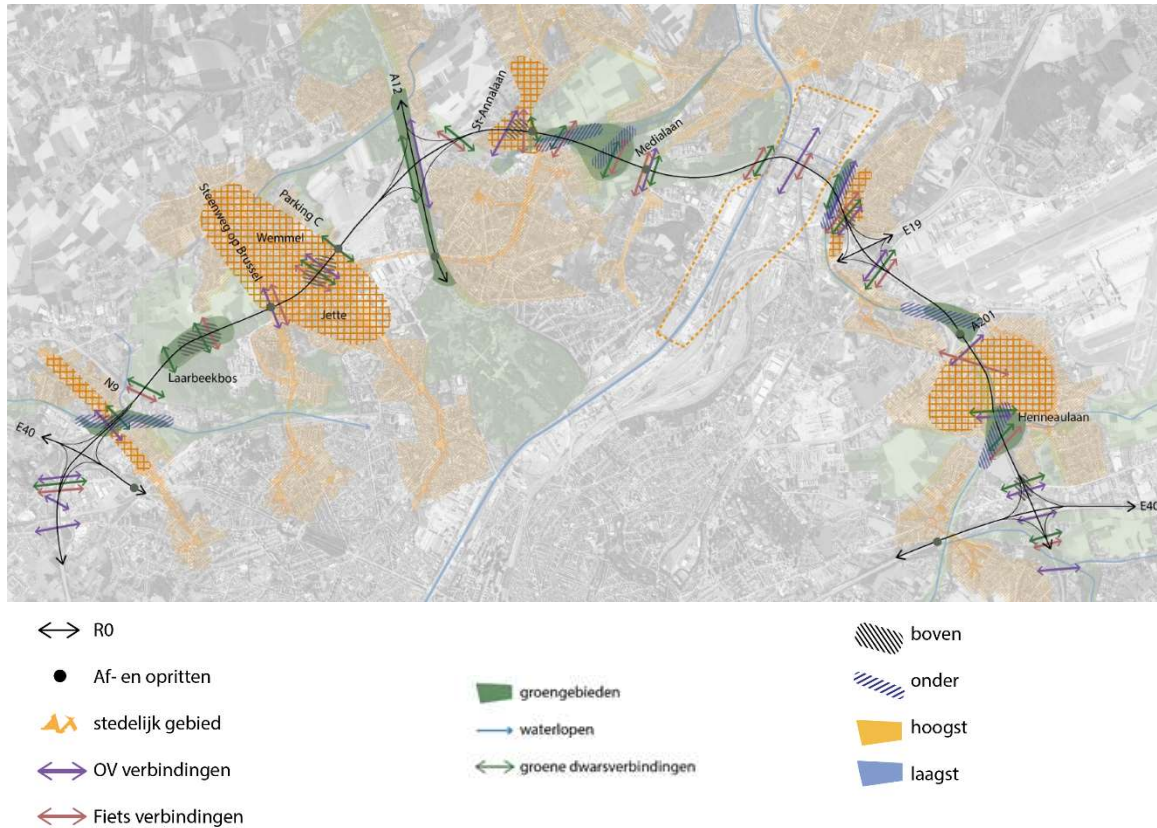 A12
St-Annalaan
Medialaan
Parking C
Steenweg op Brussel
Wemmel
E19
Jette
A201
Laarbeekbos
N9
Henneaulaan
E40
E40
R0
Af- en opritten
stedelijk gebied
OV verbindingen
Fiets verbindingen
groengebieden
waterlopen
groene dwarsverbindingen
boven
onder
hoogst
laagst